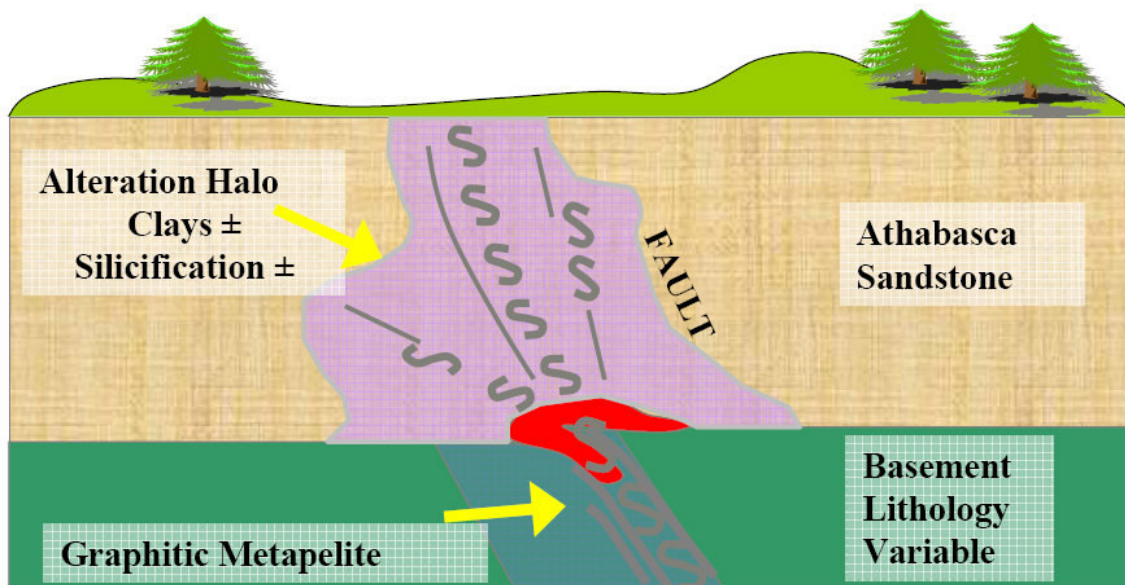 Alteration Halo
Clays ±
Silicification ±
FAULT
Athabasca
Sandstone
Graphitic Metapelite
Basement
Lithology
Variable